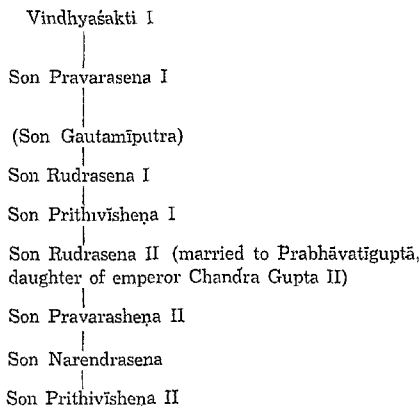 Vindhyaśakti I
Son Pravarasena I
(Son Gautamīputra)
Son Rudrasena I
Son Prithivīsheṇa I
Son Rudrasena II (married to Prabhāvatīguptā,
daughter of emperor Chandra Gupta II)
Son Pravarasheṇa II
Son Narendrasena
Son Prithivīsheṇa II